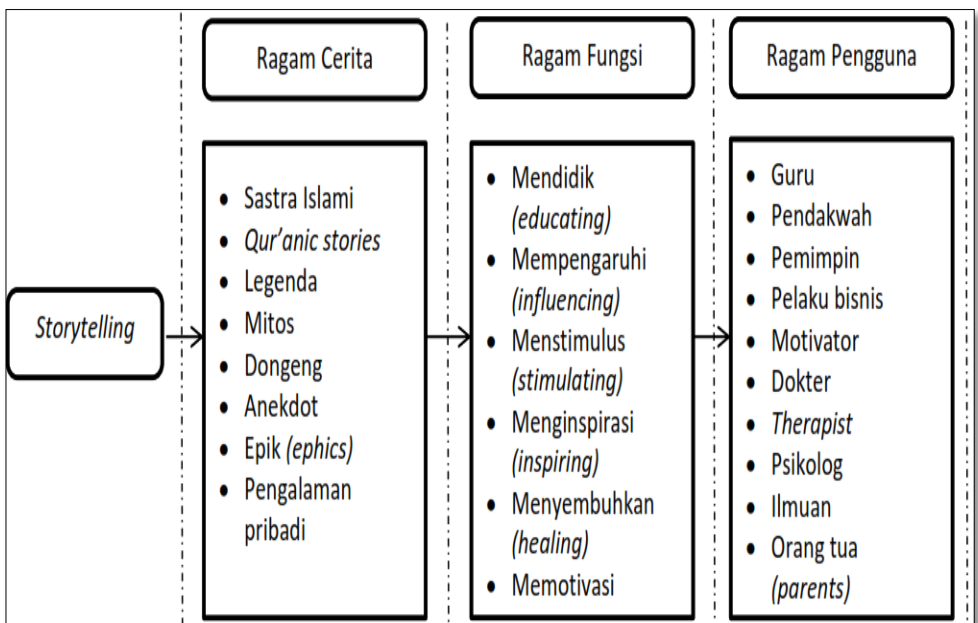 Ragam Cerita
Ragam Fungsi
Ragam Pengguna
Storytelling
• Sastra Islami
• Qur'anic stories
• Legenda
• Mitos
• Dongeng
• Anekdot
• Epik (ephics)
• Pengalaman
pribadi
• Mendidik
(educating)
• Mempengaruhi
(influencing)
• Menstimulus
(stimulating)
• Menginspirasi
(inspiring)
• Menyembuhkan
(healing)
• Memotivasi
• Guru
• Pendakwah
• Pemimpin
• Pelaku bisnis
• Motivator
• Dokter
• Therapist
• Psikolog
• Ilmuan
• Orang tua
(parents)